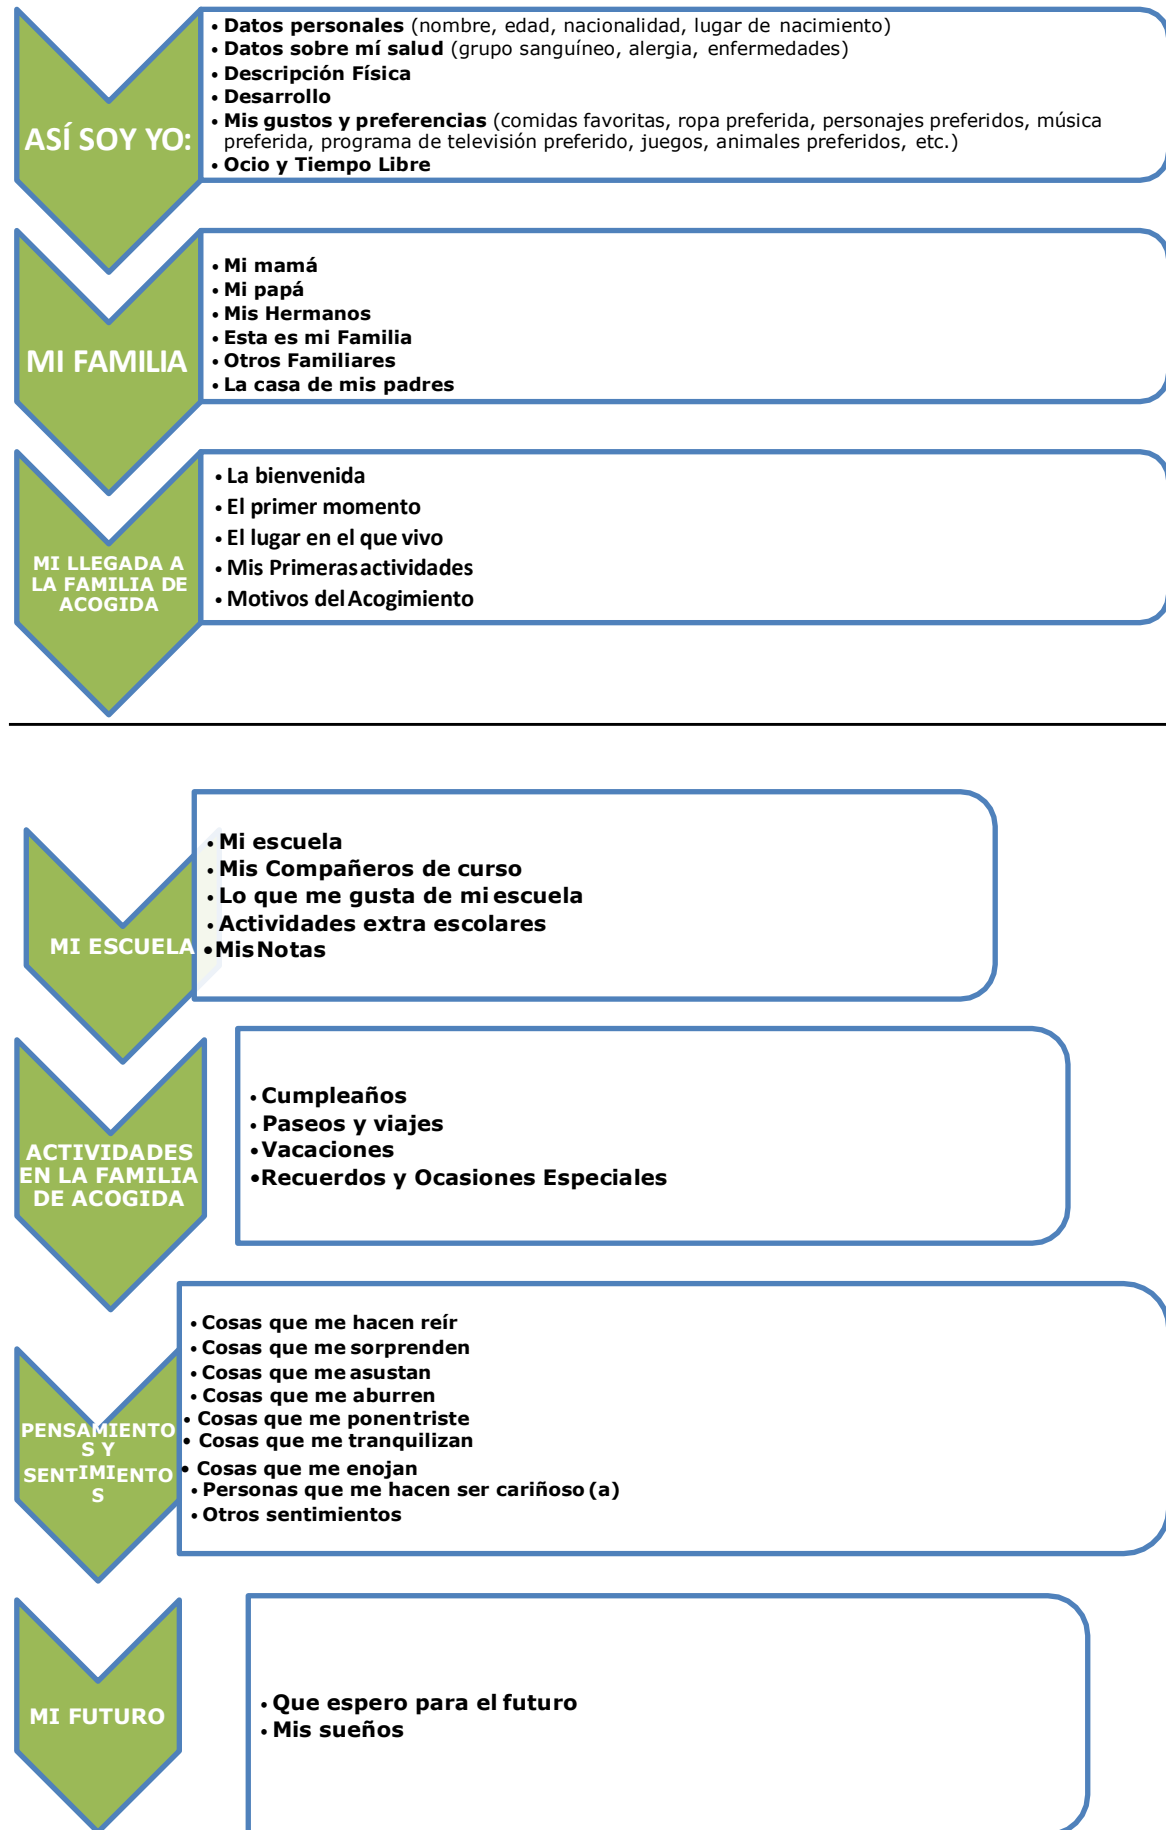 ASÍ SOY YO:
• Datos personales (nombre, edad, nacionalidad, lugar de nacimiento)
• Datos sobre mí salud (grupo sanguíneo, alergia, enfermedades)
• Descripción Física
• Desarrollo
• Mis gustos y preferencias (comidas favoritas, ropa preferida, personajes preferidos, música
preferida, programa de televisión preferido, juegos, animales preferidos, etc.)
• Ocio y Tiempo Libre
MI FAMILIA
• Mi mamá
• Mi papá
• Mis Hermanos
• Esta es mi Familia
• Otros Familiares
• La casa de mis padres
MI LLEGADA A
LA FAMILIA DE
ACOGIDA
• La bienvenida
• El primer momento
• El lugar en el que vivo
• Mis Primeras actividades
• Motivos del Acogimiento
MI ESCUELA
• Mi escuela
• Mis Compañeros de curso
• Lo que me gusta de mi escuela
• Actividades extra escolares
• Mis Notas
ACTIVIDADES
EN LA FAMILIA
DE ACOGIDA
• Cumpleaños
• Paseos y viajes
• Vacaciones
• Recuerdos y Ocasiones Especiales
PENSAMIENTO
S Y
SENTIMIENTO
S
• Cosas que me hacen reír
• Cosas que me sorprenden
• Cosas que me asustan
• Cosas que me aburren
• Cosas que me ponen triste
• Cosas que me tranquilizan
• Cosas que me enojan
• Personas que me hacen ser cariñoso (a)
• Otros sentimientos
MI FUTURO
• Que espero para el futuro
• Mis sueños